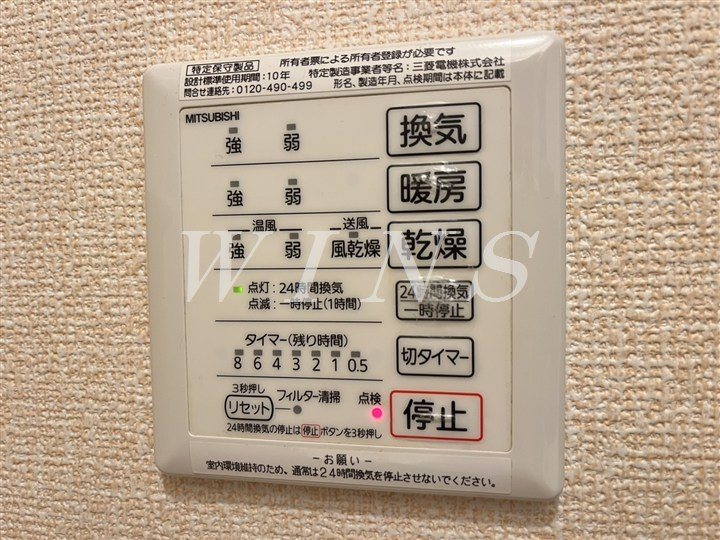 特定保守製品 所有者票による所有者登録が必要です
設計標準使用期間:10年 特定製造事業者等名:三菱電機株式会社
問合せ連絡先:0120-490-499 形名、製造年月、点検期間は本体に記載
MITSUBISHI
強 弱 換気
強 弱 暖房
温風 送風
強 弱 風乾燥 乾燥
WINS
点灯:24時間換気
点滅:一時停止(1時間)
24時間換気
一時停止
タイマー(残り時間)
8 6 4 3 2 1 0.5
切タイマー
3秒押し
リセット フィルター清掃 点検
停止
24時間換気の停止は停止ボタンを3秒押し
-お願い-
室内環境維持のため、通常は24時間換気を停止させないでください。